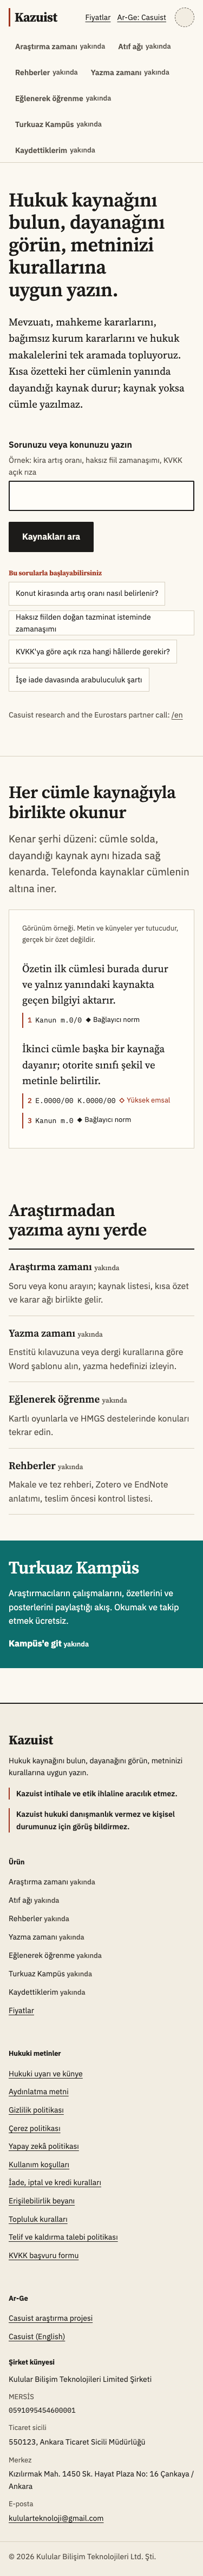 Kazuist
Fiyatlar Ar-Ge: Casuist
Araştırma zamanı yakında Atıf ağı yakında
Rehberler yakında Yazma zamanı yakında
Eğlenerek öğrenme yakında
Turkuaz Kampüs yakında
Kaydettiklerim yakında
Hukuk kaynağını
bulun, dayanağını
görün, metninizi
kurallarına
uygun yazın.
Mevzuatı, mahkeme kararlarını,
bağımsız kurum kararlarını ve hukuk
makalelerini tek aramada topluyoruz.
Kısa özetteki her cümlenin yanında
dayandığı kaynak durur; kaynak yoksa
cümle yazılmaz.
Sorunuzu veya konunuzu yazın
Örnek: kira artış oranı, haksız fiil zamanaşımı, KVKK
açık rıza
Kaynakları ara
Bu sorularla başlayabilirsiniz
Konut kirasında artış oranı nasıl belirlenir?
Haksız fiilden doğan tazminat isteminde
zamanaşımı
KVKK'ya göre açık rıza hangi hâllerde gerekir?
İşe iade davasında arabuluculuk şartı
Casuist research and the Eurostars partner call: /en
Her cümle kaynağıyla
birlikte okunur
Kenar şerhi düzeni: cümle solda,
dayandığı kaynak aynı hizada sağ
kenarda. Telefonda kaynaklar cümlenin
altına iner.
Görünüm örneği. Metin ve künyeler yer tutucudur,
gerçek bir özet değildir.
Özetin ilk cümlesi burada durur
ve yalnız yanındaki kaynakta
geçen bilgiyi aktarır.
1 Kanun m.0/0 ◆ Bağlayıcı norm
İkinci cümle başka bir kaynağa
dayanır; otorite sınıfı şekil ve
metinle belirtilir.
2 E.0000/00 K.0000/00 ◇ Yüksek emsal
3 Kanun m.0 ◆ Bağlayıcı norm
Araştırmadan
yazıma aynı yerde
Araştırma zamanı yakında
Soru veya konu arayın; kaynak listesi, kısa özet
ve karar ağı birlikte gelir.
Yazma zamanı yakında
Enstitü kılavuzuna veya dergi kurallarına göre
Word şablonu alın, yazma hedefinizi izleyin.
Eğlenerek öğrenme yakında
Kartlı oyunlarla ve HMGS destelerinde konuları
tekrar edin.
Rehberler yakında
Makale ve tez rehberi, Zotero ve EndNote
anlatımı, teslim öncesi kontrol listesi.
Turkuaz Kampüs
Araştırmacıların çalışmalarını, özetlerini ve
posterlerini paylaştığı akış. Okumak ve takip
etmek ücretsiz.
Kampüs'e git yakında
Kazuist
Hukuk kaynağını bulun, dayanağını görün, metninizi
kurallarına uygun yazın.
Kazuist intihale ve etik ihlaline aracılık etmez.
Kazuist hukuki danışmanlık vermez ve kişisel
durumunuz için görüş bildirmez.
Ürün
Araştırma zamanı yakında
Atıf ağı yakında
Rehberler yakında
Yazma zamanı yakında
Eğlenerek öğrenme yakında
Turkuaz Kampüs yakında
Kaydettiklerim yakında
Fiyatlar
Hukuki metinler
Hukuki uyarı ve künye
Aydınlatma metni
Gizlilik politikası
Çerez politikası
Yapay zekâ politikası
Kullanım koşulları
İade, iptal ve kredi kuralları
Erişilebilirlik beyanı
Topluluk kuralları
Telif ve kaldırma talebi politikası
KVKK başvuru formu
Ar-Ge
Casuist araştırma projesi
Casuist (English)
Şirket künyesi
Kulular Bilişim Teknolojileri Limited Şirketi
MERSİS
0591095454600001
Ticaret sicili
550123, Ankara Ticaret Sicili Müdürlüğü
Merkez
Kızılırmak Mah. 1450 Sk. Hayat Plaza No: 16 Çankaya /
Ankara
E-posta
kulularteknoloji@gmail.com
© 2026 Kulular Bilişim Teknolojileri Ltd. Şti.